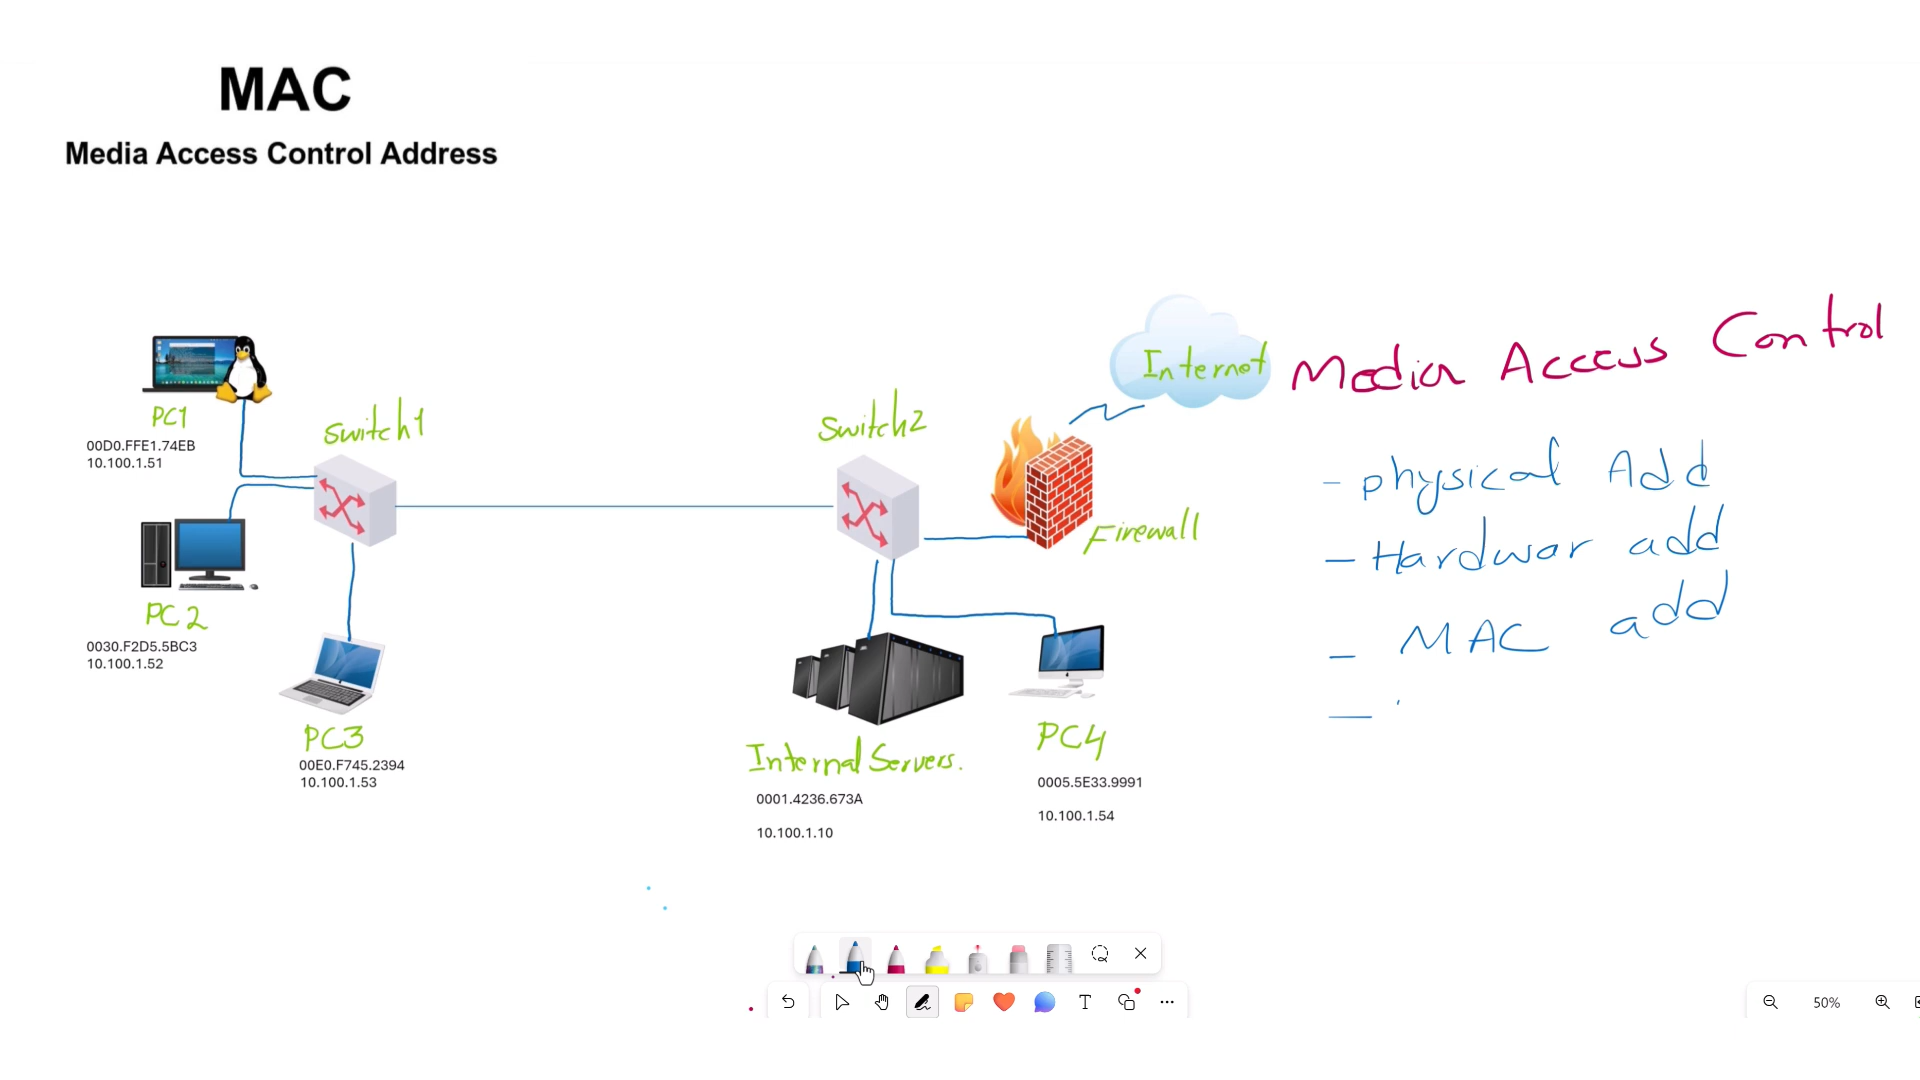 MAC
Media Access Control Address
Internet
Media Access Control
PC1
00D0.FFE1.74EB
10.100.1.51
Switch1
Switch2
Firewall
- physical Add
- Hardwar add
- MAC add
-
PC2
0030.F2D5.5BC3
10.100.1.52
PC3
00E0.F745.2394
10.100.1.53
Internal Servers.
0001.4236.673A
10.100.1.10
PC4
0005.5E33.9991
10.100.1.54
50%